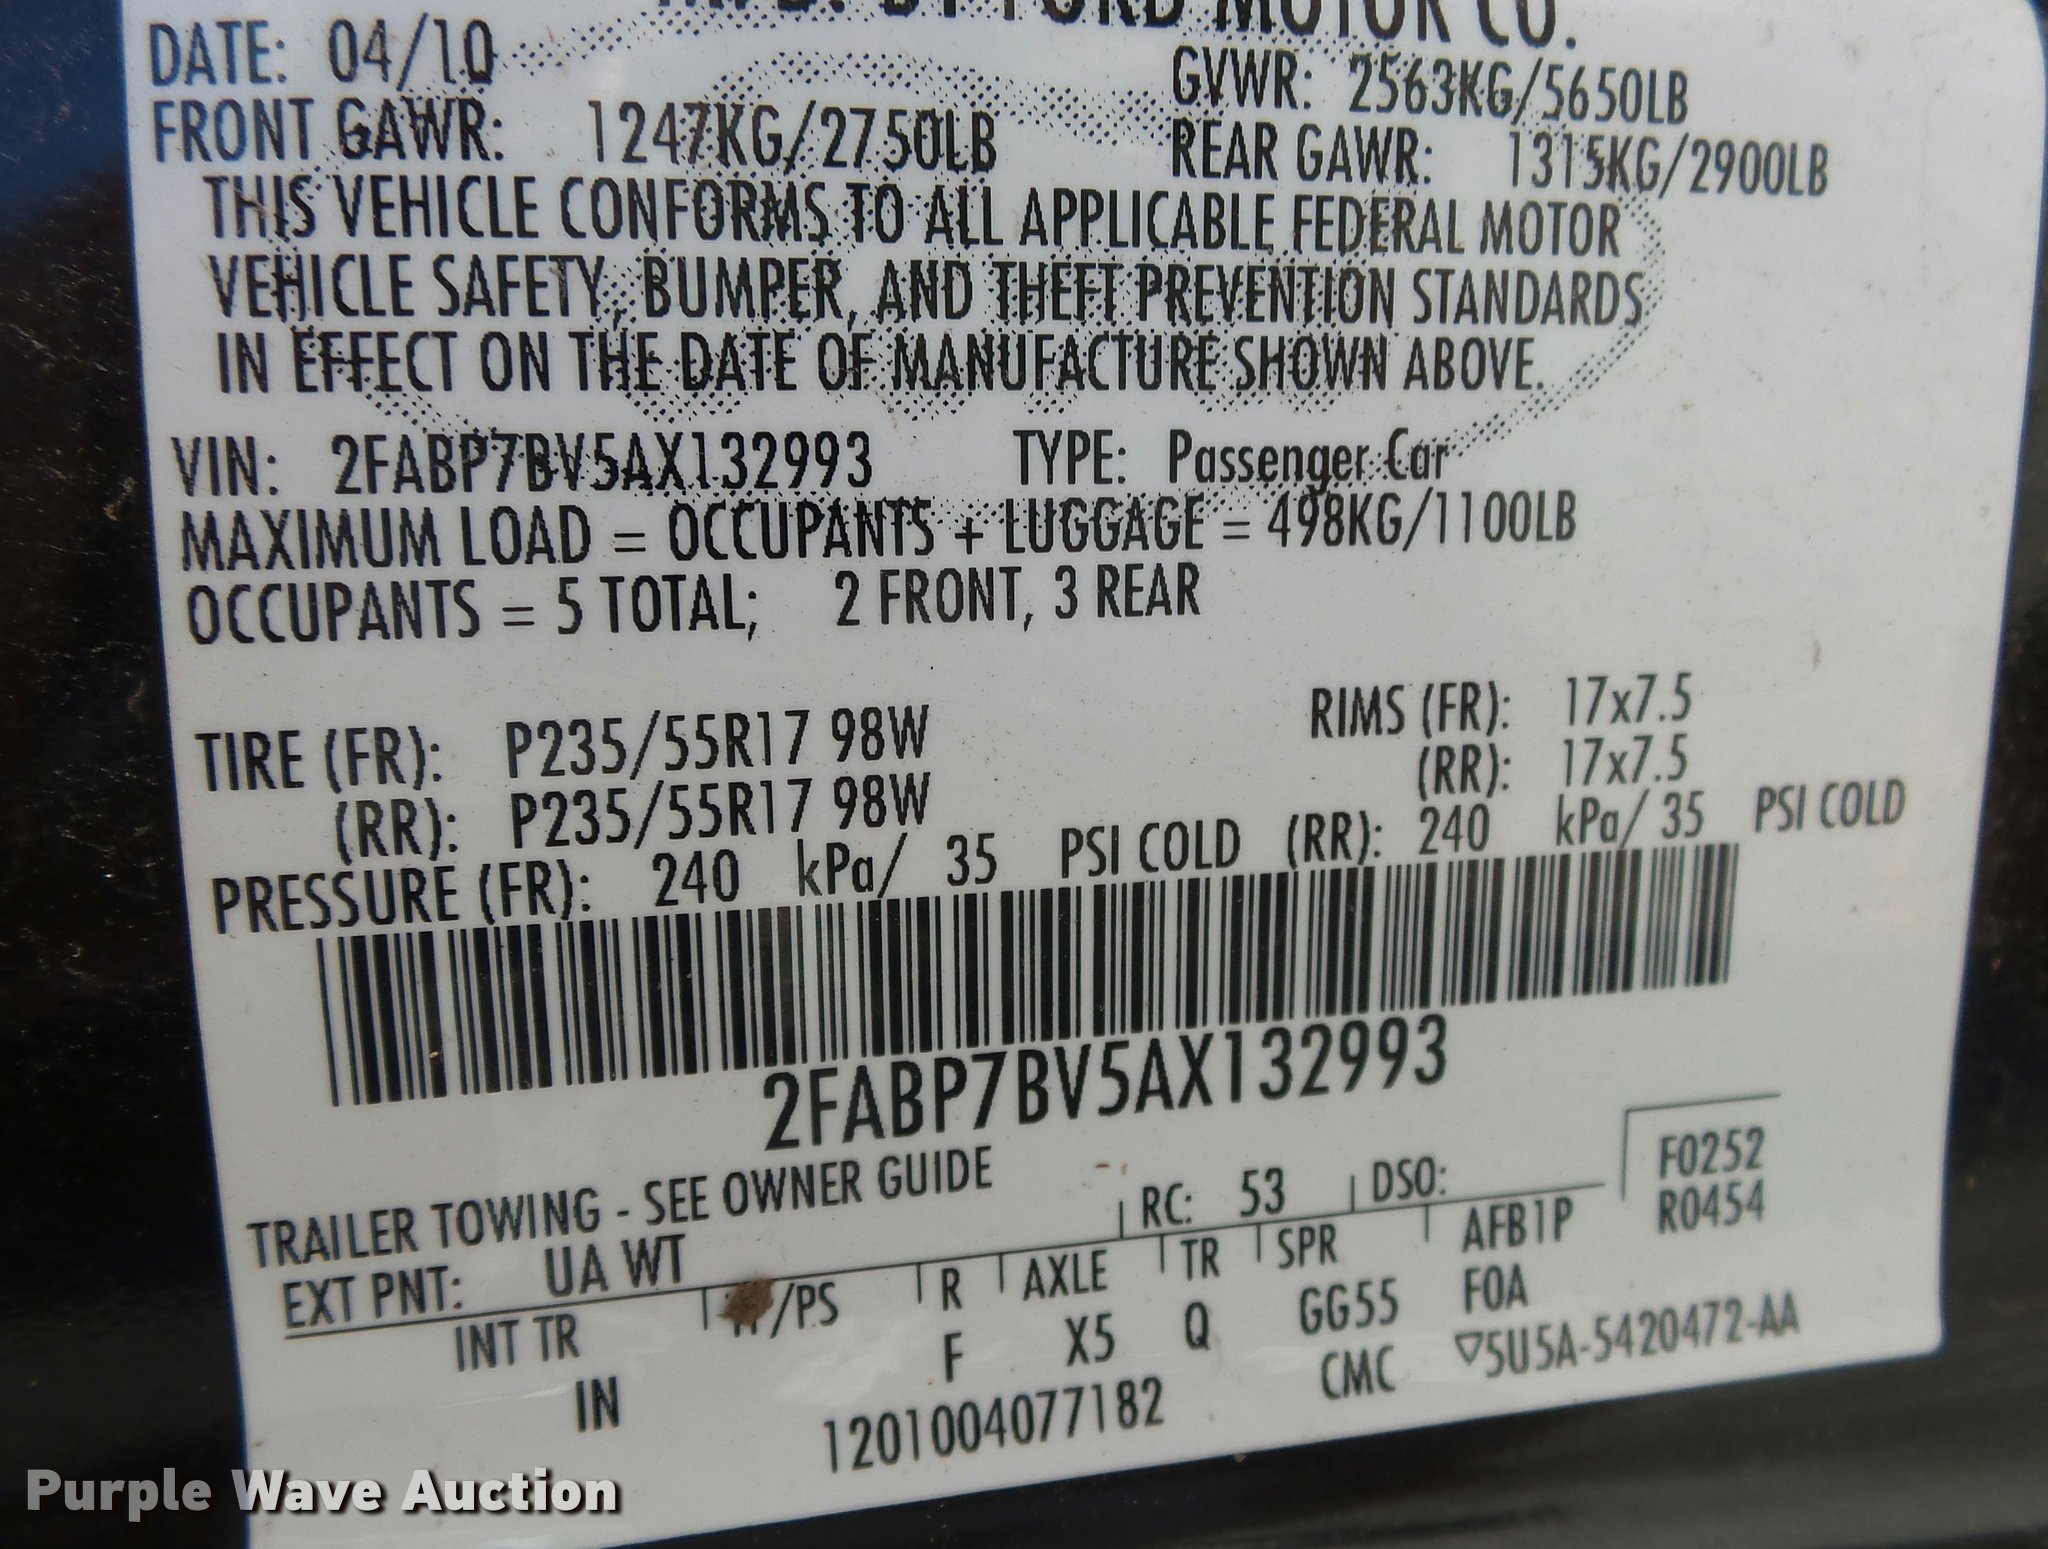 FORD MOTOR CO.
DATE: 04/10 GVWR: 2563KG/5650LB
FRONT GAWR: 1247KG/2750LB REAR GAWR: 1315KG/2900LB
THIS VEHICLE CONFORMS TO ALL APPLICABLE FEDERAL MOTOR
VEHICLE SAFETY, BUMPER, AND THEFT PREVENTION STANDARDS
IN EFFECT ON THE DATE OF MANUFACTURE SHOWN ABOVE.
VIN: 2FABP7BV5AX132993 TYPE: Passenger Car
MAXIMUM LOAD = OCCUPANTS + LUGGAGE = 498KG/1100LB
OCCUPANTS = 5 TOTAL; 2 FRONT, 3 REAR
TIRE (FR): P235/55R17 98W RIMS (FR): 17x7.5
(RR): P235/55R17 98W (RR): 17x7.5
PRESSURE (FR): 240 kPa/ 35 PSI COLD (RR): 240 kPa/ 35 PSI COLD
2FABP7BV5AX132993
TRAILER TOWING - SEE OWNER GUIDE
EXT PNT: UA WT RC: 53 DSO: F0252
INT TR /PS R AXLE TR SPR AFB1P R0454
IN F X5 Q GG55 FOA
1201004077182 CMC ▽5U5A-5420472-AA
Purple Wave Auction